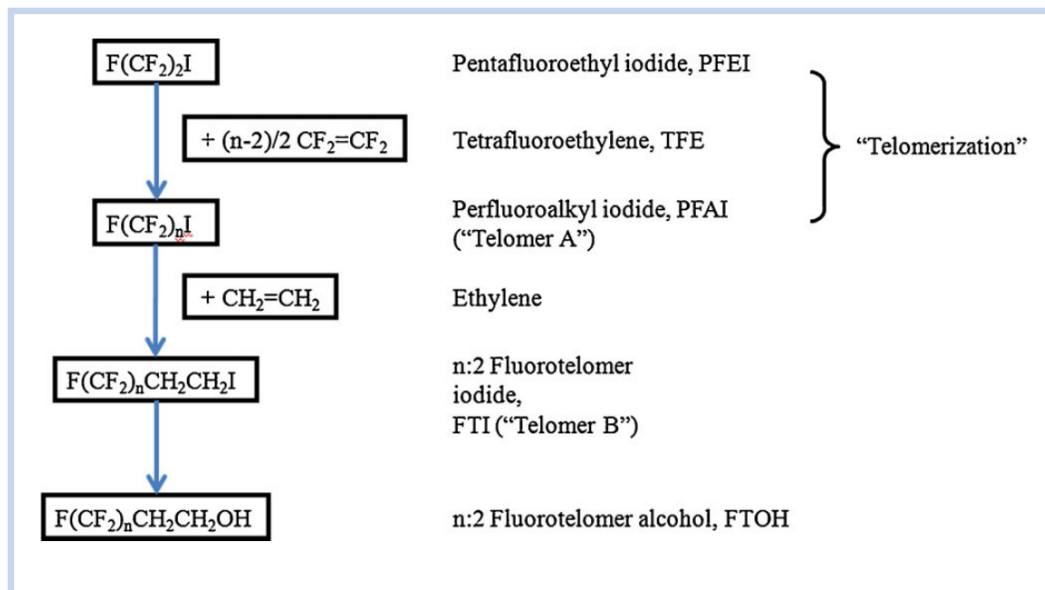 F(CF₂)₂I
Pentafluoroethyl iodide, PFEI
+ (n-2)/2 CF₂=CF₂
Tetrafluoroethylene, TFE
“Telomerization”
F(CF₂)ₙI
Perfluoroalkyl iodide, PFAI
(“Telomer A”)
+ CH₂=CH₂
Ethylene
F(CF₂)ₙCH₂CH₂I
n:2 Fluorotelomer
iodide,
FTI (“Telomer B”)
F(CF₂)ₙCH₂CH₂OH
n:2 Fluorotelomer alcohol, FTOH